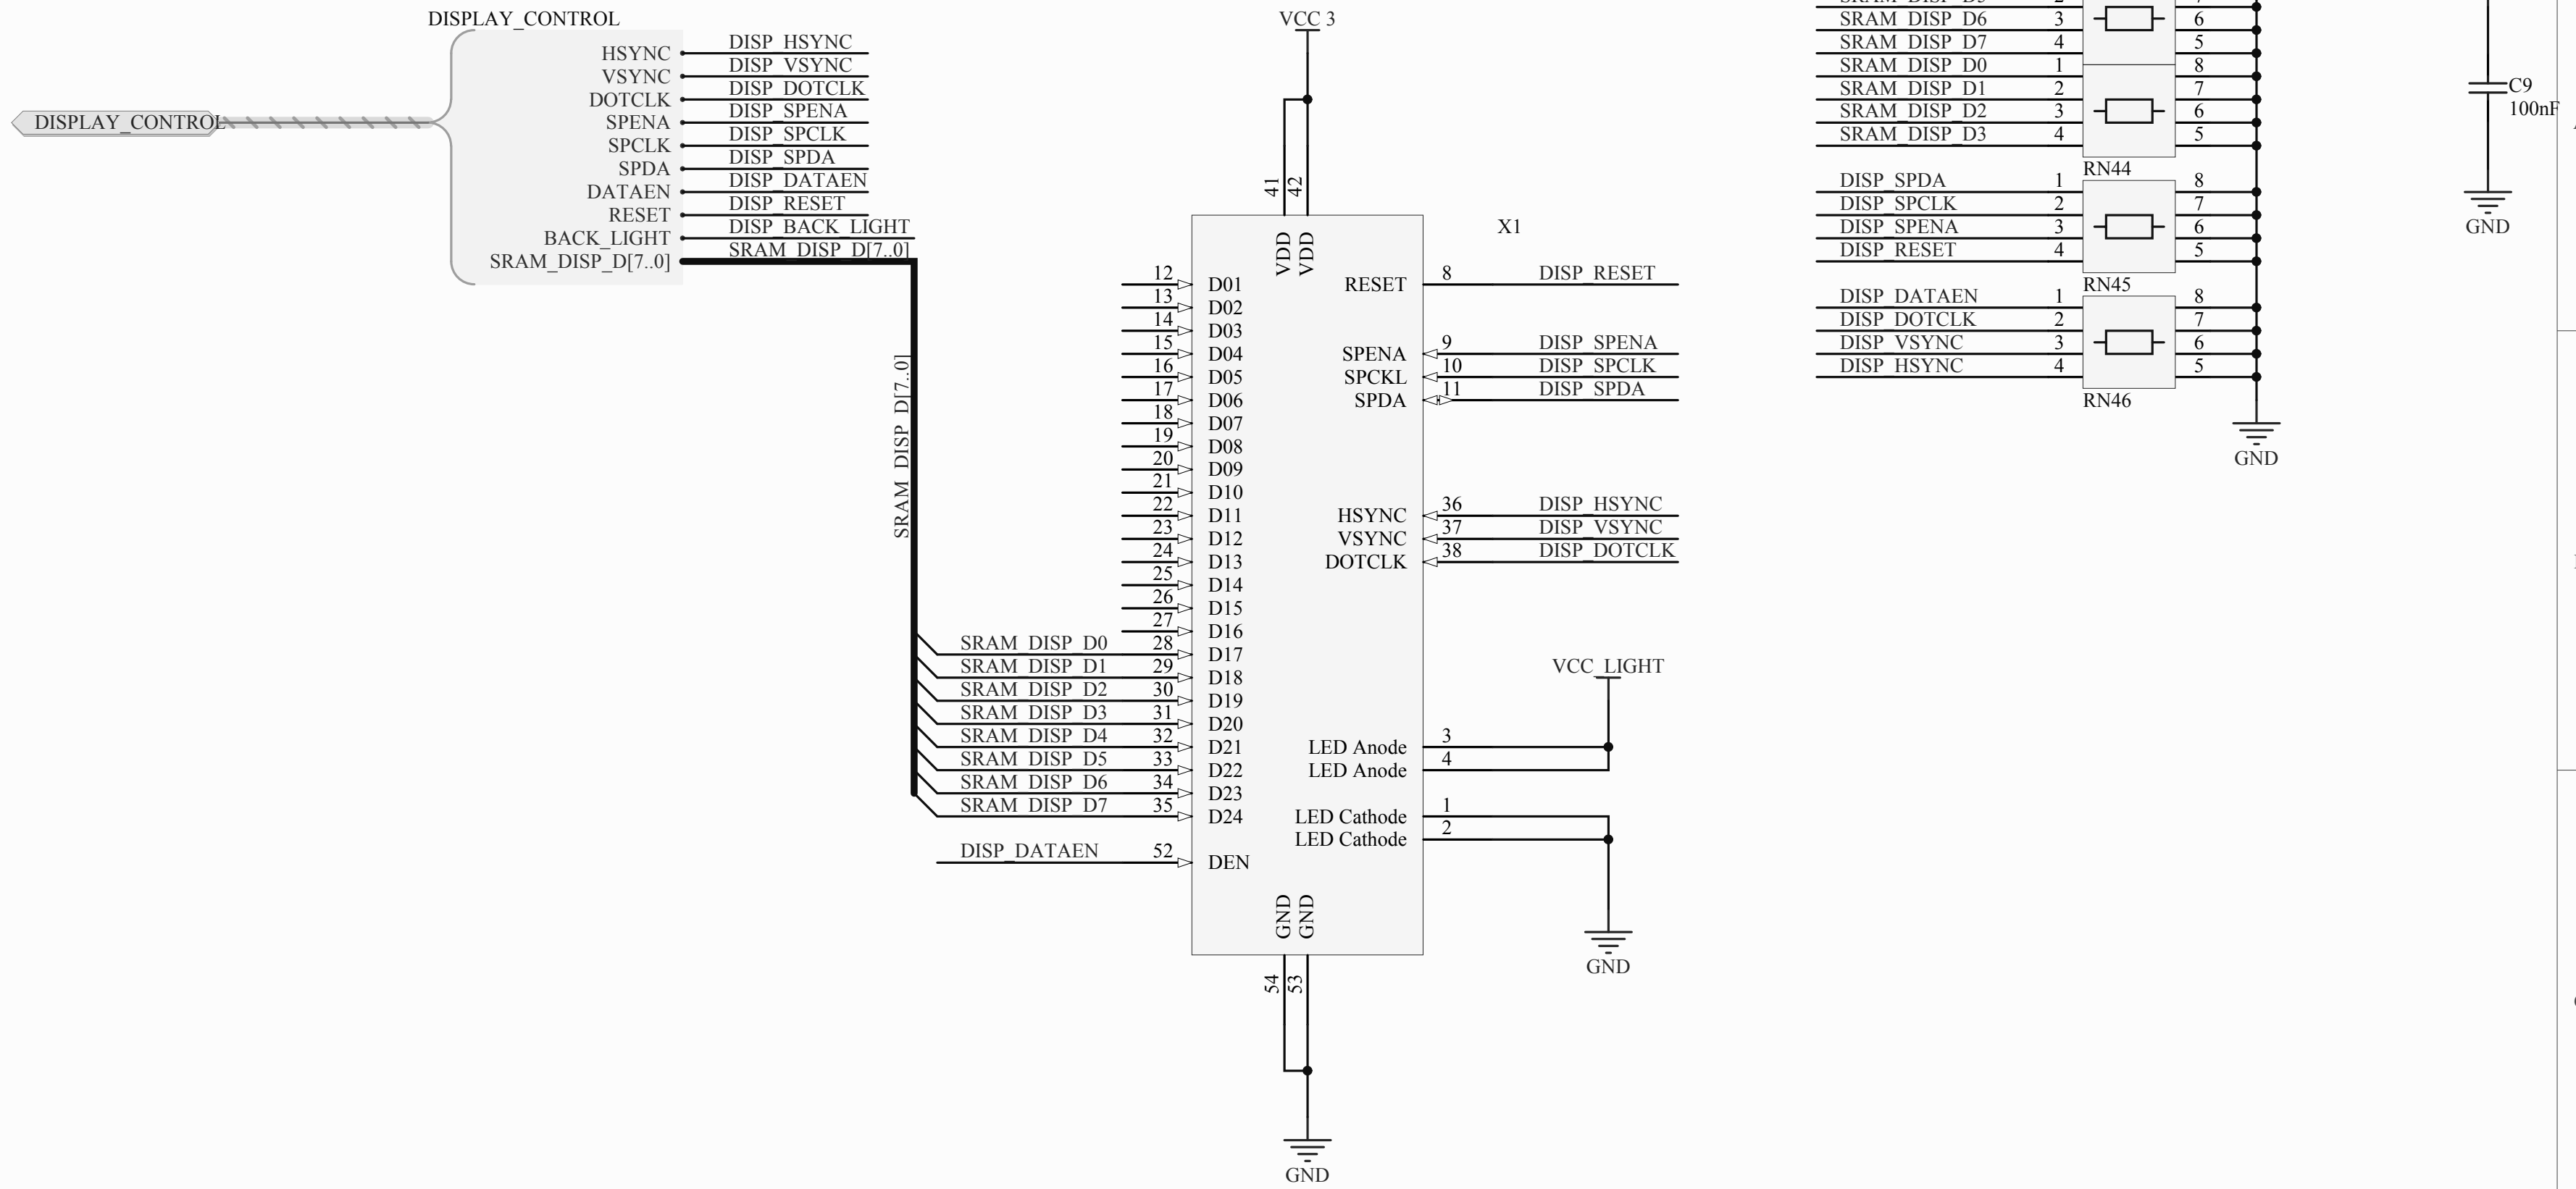 DISPLAY_CONTROL
DISPLAY_CONTROL
HSYNC DISP_HSYNC
VSYNC DISP_VSYNC
DOTCLK DISP_DOTCLK
SPENA DISP_SPENA
SPCLK DISP_SPCLK
SPDA DISP_SPDA
DATAEN DISP_DATAEN
RESET DISP_RESET
BACK_LIGHT DISP_BACK_LIGHT
SRAM_DISP_D[7..0] SRAM_DISP_D[7..0]
SRAM_DISP_D[7..0]
VCC 3
41 42
VDD VDD
X1
12 D01
13 D02
14 D03
15 D04
16 D05
17 D06
18 D07
19 D08
20 D09
21 D10
22 D11
23 D12
24 D13
25 D14
26 D15
27 D16
SRAM_DISP_D0 28 D17
SRAM_DISP_D1 29 D18
SRAM_DISP_D2 30 D19
SRAM_DISP_D3 31 D20
SRAM_DISP_D4 32 D21
SRAM_DISP_D5 33 D22
SRAM_DISP_D6 34 D23
SRAM_DISP_D7 35 D24
DISP_DATAEN 52 DEN
RESET 8 DISP_RESET
SPENA 9 DISP_SPENA
SPCKL 10 DISP_SPCLK
SPDA 11 DISP_SPDA
HSYNC 36 DISP_HSYNC
VSYNC 37 DISP_VSYNC
DOTCLK 38 DISP_DOTCLK
VCC_LIGHT
LED Anode 3
LED Anode 4
LED Cathode 1
LED Cathode 2
GND
GND GND
54 53
GND
SRAM_DISP_D6 3 6
SRAM_DISP_D7 4 5
SRAM_DISP_D0 1 8
SRAM_DISP_D1 2 7
SRAM_DISP_D2 3 6
SRAM_DISP_D3 4 5
RN44
DISP_SPDA 1 8
DISP_SPCLK 2 7
DISP_SPENA 3 6
DISP_RESET 4 5
RN45
DISP_DATAEN 1 8
DISP_DOTCLK 2 7
DISP_VSYNC 3 6
DISP_HSYNC 4 5
RN46
GND
C9
100nF
GND